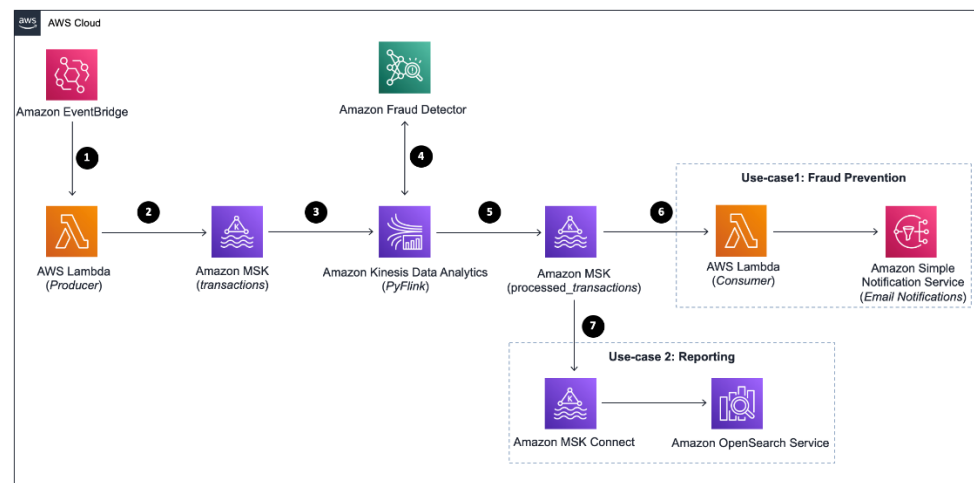 aws
AWS Cloud
Amazon EventBridge
Amazon Fraud Detector
1
4
Use-case1: Fraud Prevention
2
3
5
6
AWS Lambda
(Producer)
Amazon MSK
(transactions)
Amazon Kinesis Data Analytics
(PyFlink)
Amazon MSK
(processed_transactions)
AWS Lambda
(Consumer)
Amazon Simple
Notification Service
(Email Notifications)
7
Use-case 2: Reporting
Amazon MSK Connect
Amazon OpenSearch Service
K
K
K